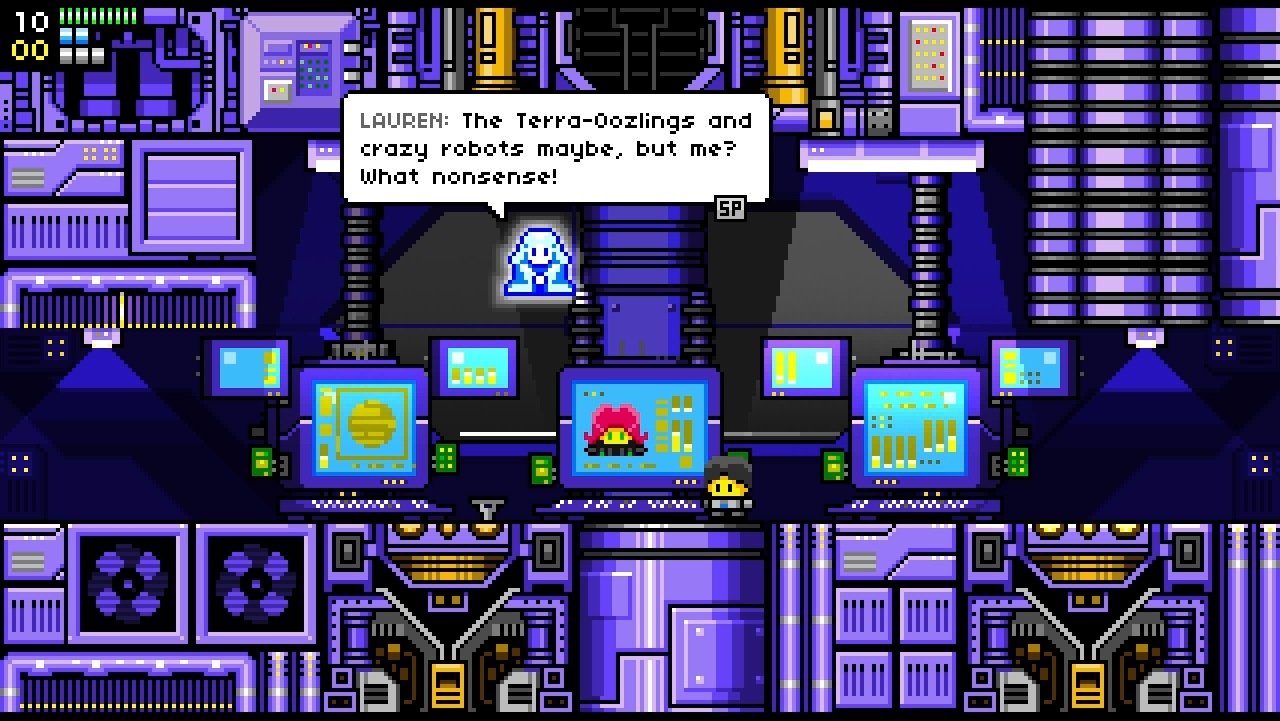 10
00
LAUREN: The Terra-Oozlings and
crazy robots maybe, but me?
What nonsense!
SP